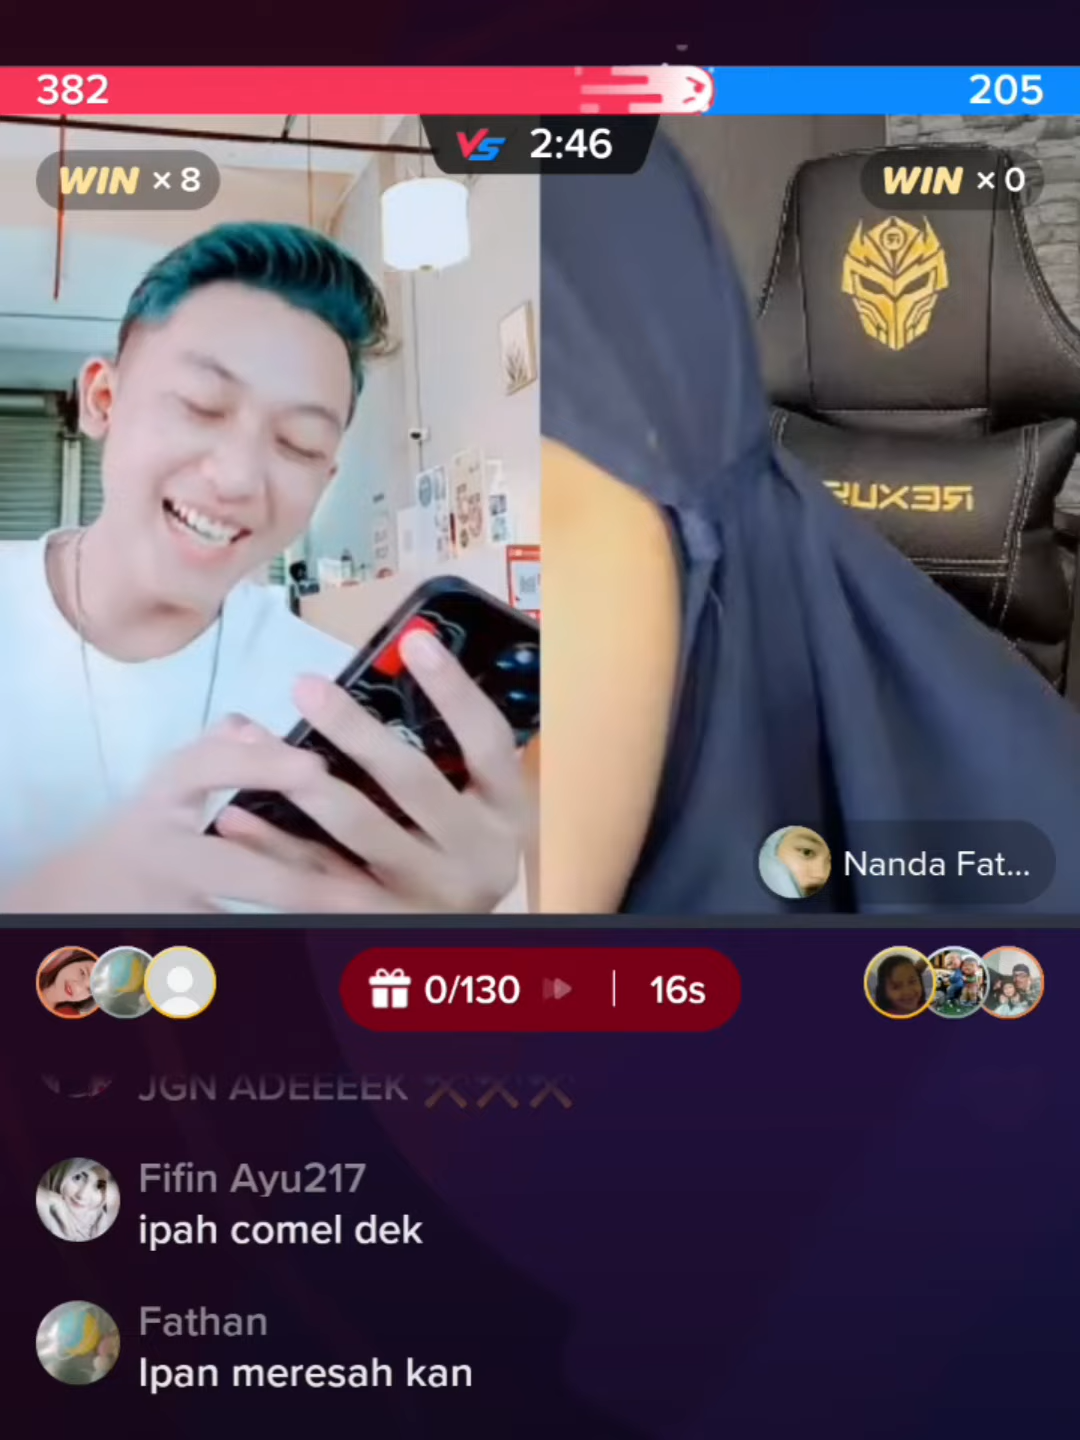 382
205
VS 2:46
WIN × 8
WIN × 0
Nanda Fat...
0/130
16s
JGN ADEEEEK
Fifin Ayu217
ipah comel dek
Fathan
Ipan meresah kan